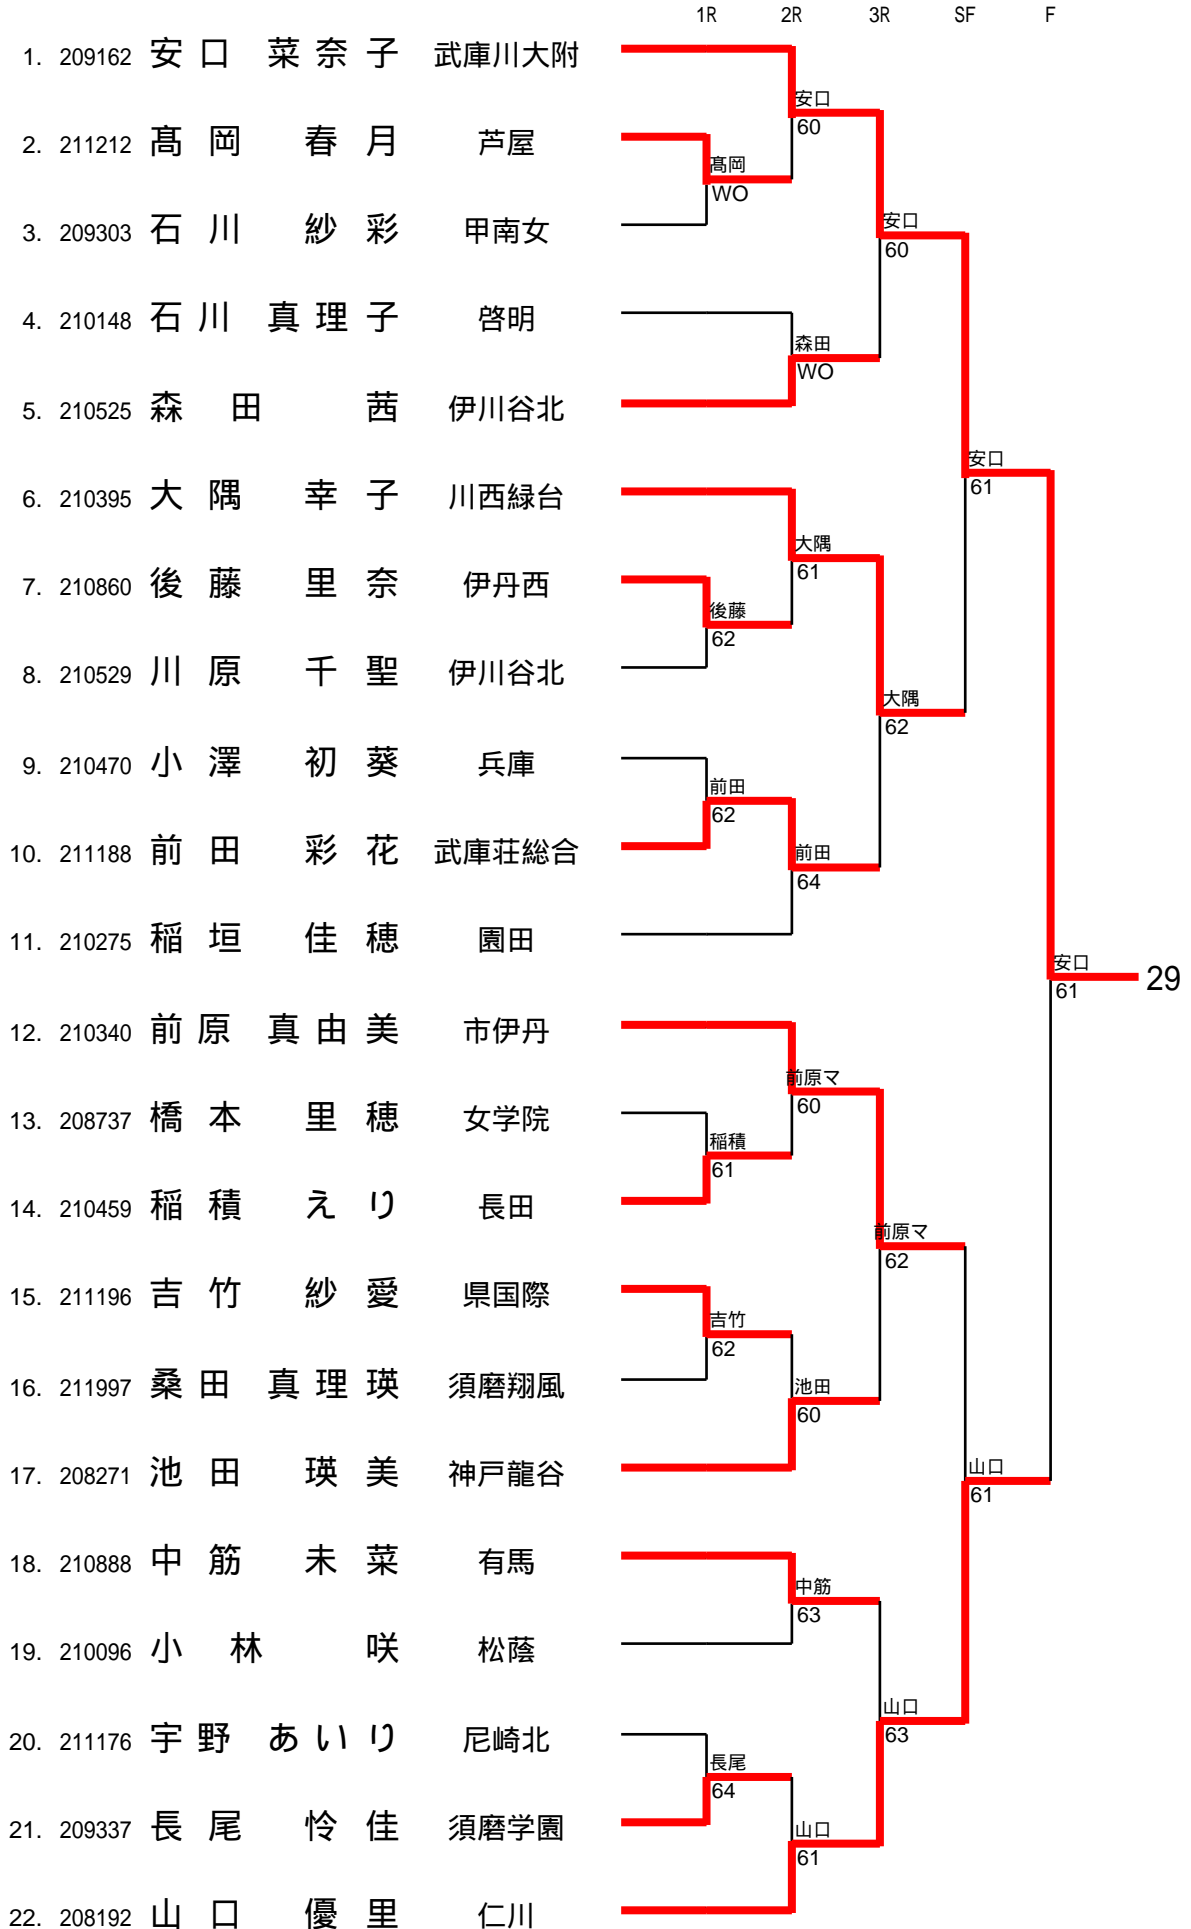 1R 2R 3R SF F
1. 209162 安口 菜奈子 武庫川大附
安口
60
2. 211212 髙岡 春月 芦屋
髙岡
WO
3. 209303 石川 紗彩 甲南女
安口
60
4. 210148 石川 真理子 啓明
森田
WO
5. 210525 森田 茜 伊川谷北
安口
61
6. 210395 大隅 幸子 川西緑台
大隅
61
7. 210860 後藤 里奈 伊丹西
後藤
62
8. 210529 川原 千聖 伊川谷北
大隅
62
9. 210470 小澤 初葵 兵庫
前田
62
10. 211188 前田 彩花 武庫荘総合
前田
64
11. 210275 稲垣 佳穂 園田
安口
61
29
12. 210340 前原 真由美 市伊丹
前原マ
60
13. 208737 橋本 里穂 女学院
稲積
61
14. 210459 稲積 えり 長田
前原マ
62
15. 211196 吉竹 紗愛 県国際
吉竹
62
16. 211997 桑田 真理瑛 須磨翔風
池田
60
17. 208271 池田 瑛美 神戸龍谷
山口
61
18. 210888 中筋 未菜 有馬
中筋
63
19. 210096 小林 咲 松蔭
山口
63
20. 211176 宇野 あいり 尼崎北
長尾
64
21. 209337 長尾 怜佳 須磨学園
山口
61
22. 208192 山口 優里 仁川